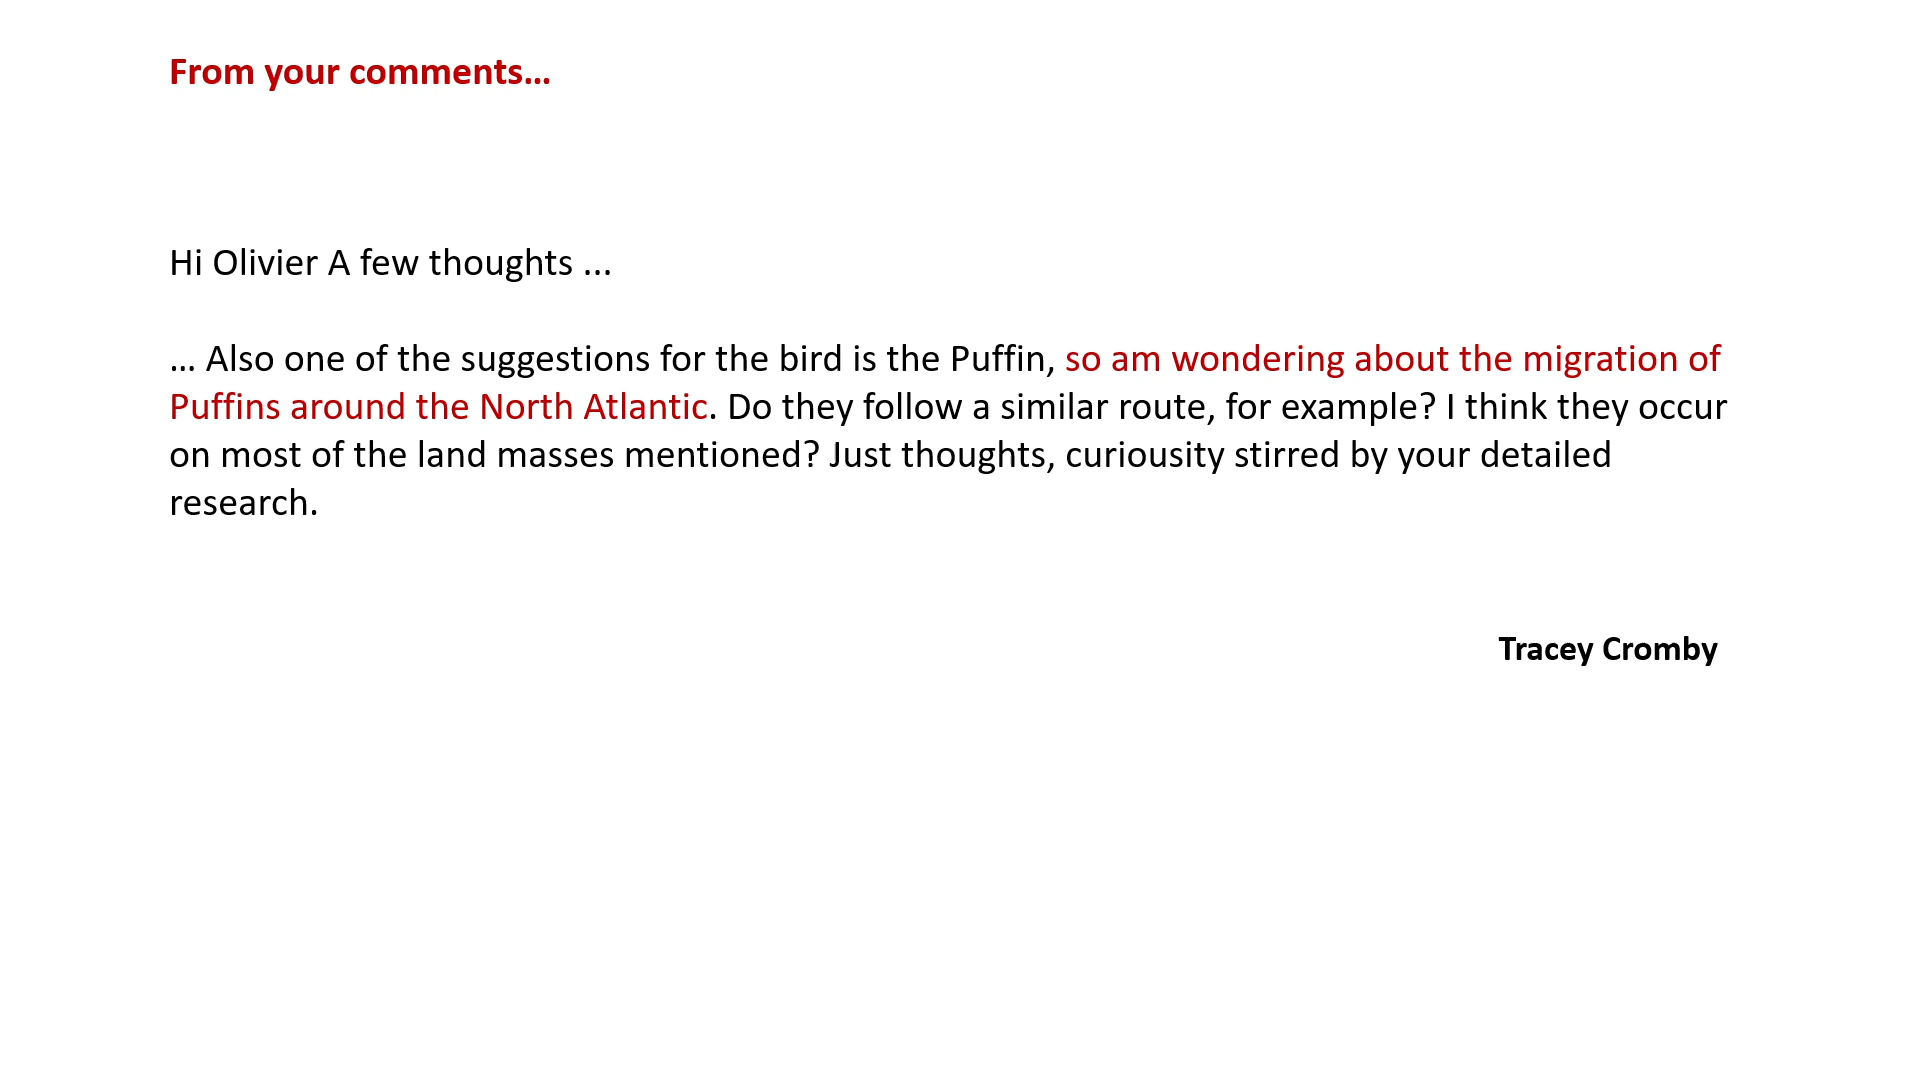 From your comments...
Hi Olivier A few thoughts ...
... Also one of the suggestions for the bird is the Puffin, so am wondering about the migration of
Puffins around the North Atlantic. Do they follow a similar route, for example? I think they occur
on most of the land masses mentioned? Just thoughts, curiousity stirred by your detailed
research.
Tracey Cromby